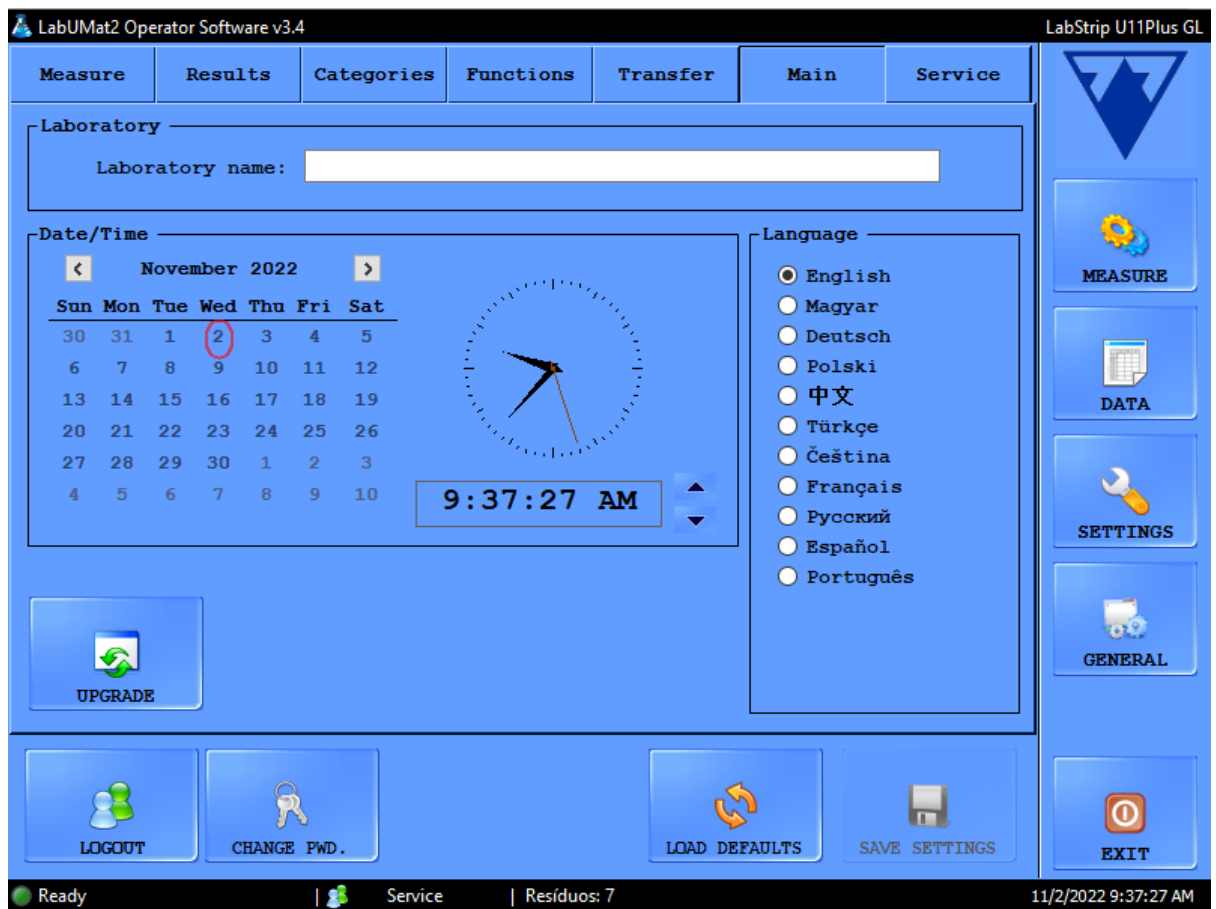 LabUMat2 Operator Software v3.4
LabStrip U11Plus GL
Measure Results Categories Functions Transfer Main Service
Laboratory
Laboratory name:
Date/Time
< November 2022 >
Sun Mon Tue Wed Thu Fri Sat
30 31 1 2 3 4 5
6 7 8 9 10 11 12
13 14 15 16 17 18 19
20 21 22 23 24 25 26
27 28 29 30 1 2 3
4 5 6 7 8 9 10
9:37:27 AM
Language
English
Magyar
Deutsch
Polski
中文
Türkçe
Čeština
Français
Русский
Español
Português
UPGRADE
MEASURE
DATA
SETTINGS
GENERAL
LOGOUT
CHANGE PWD.
LOAD DEFAULTS
SAVE SETTINGS
EXIT
Ready | Service | Resíduos: 7
11/2/2022 9:37:27 AM